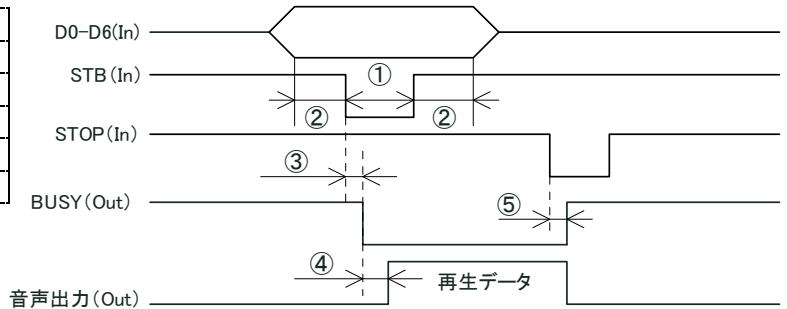 D0-D6(In)
STB(In)
①
②
②
STOP(In)
③
BUSY(Out)
⑤
④
再生データ
音声出力(Out)